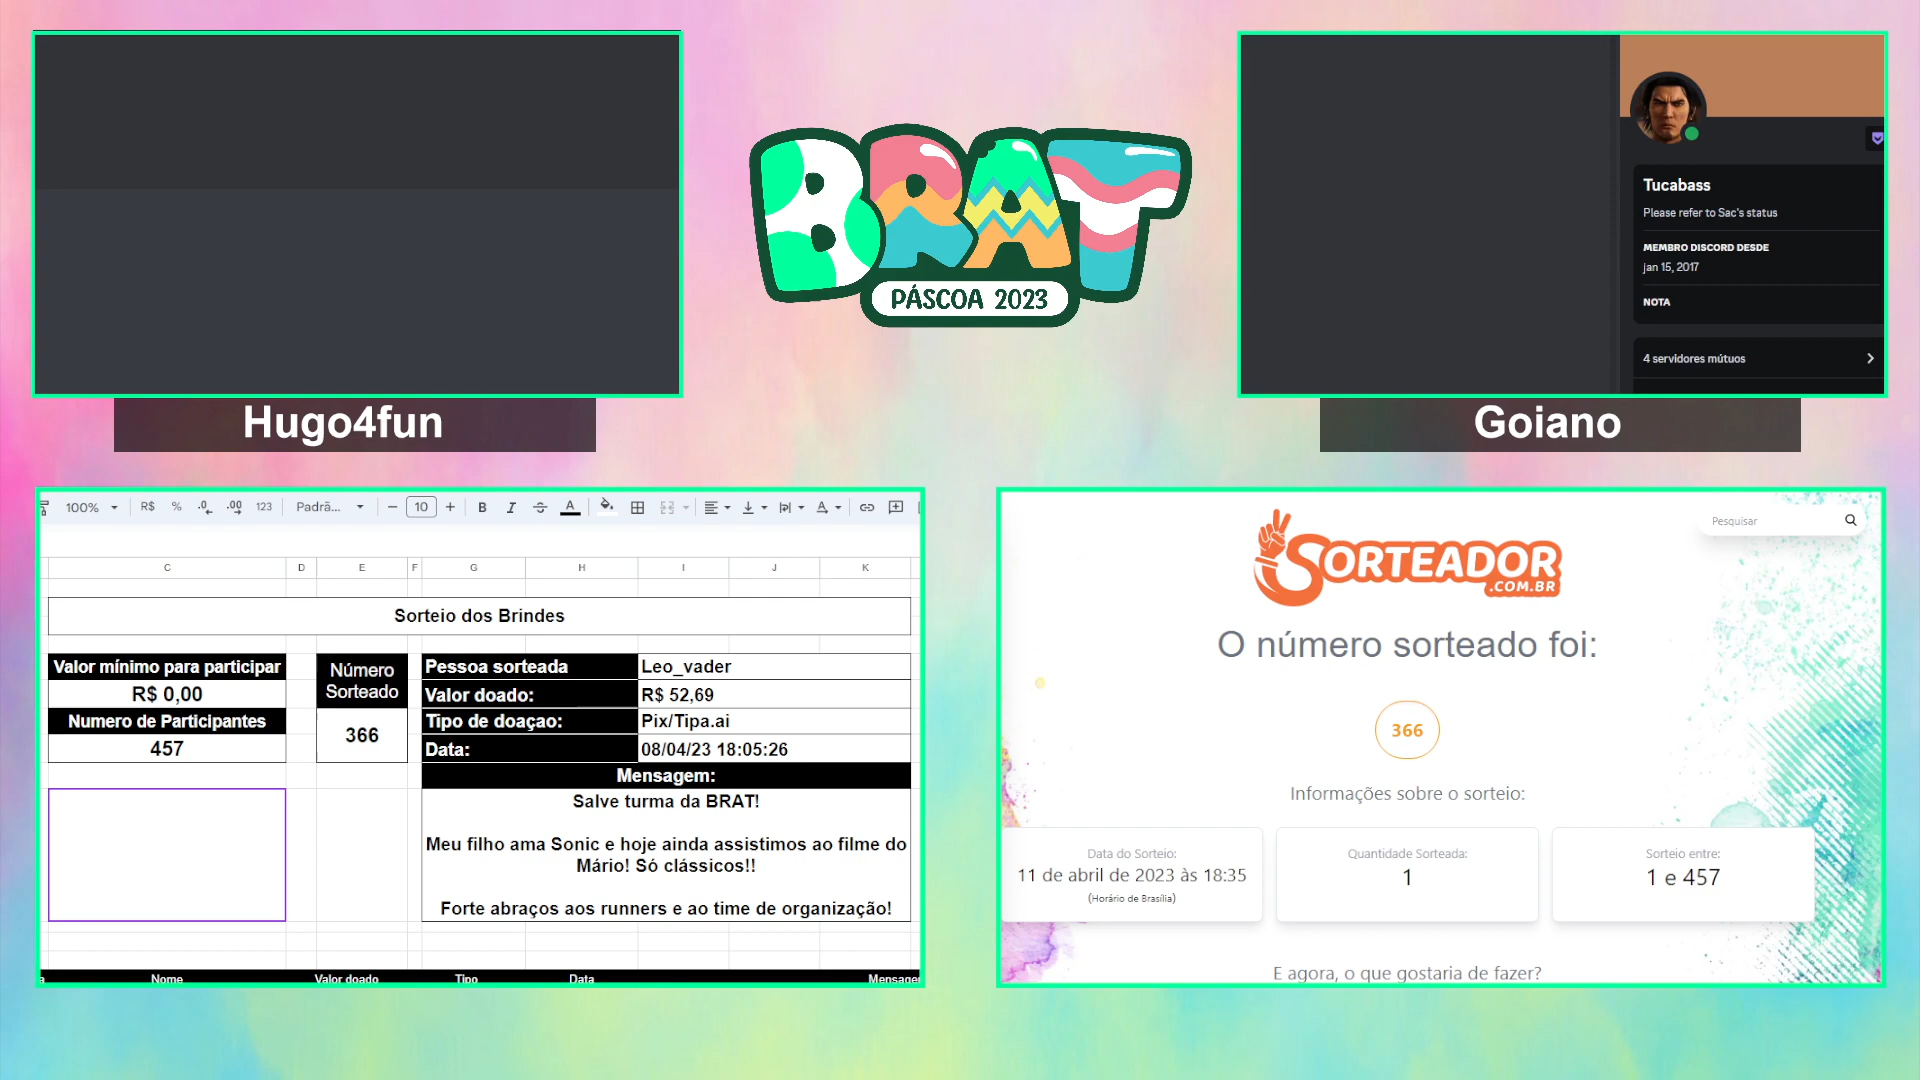 BRAT
PÁSCOA 2023
Tucabass
Please refer to Sac's status
MEMBRO DISCORD DESDE
jan 15, 2017
NOTA
4 servidores mútuos
Hugo4fun
Goiano
100% R$ % .0 .00 123 Padrã... 10 B I A
C D E F G H I J K
Sorteio dos Brindes
Valor mínimo para participar
R$ 0,00
Numero de Participantes
457
Número
Sorteado
366
Pessoa sorteada Leo_vader
Valor doado: R$ 52,69
Tipo de doaçao: Pix/Tipa.ai
Data: 08/04/23 18:05:26
Mensagem:
Salve turma da BRAT!
Meu filho ama Sonic e hoje ainda assistimos ao filme do
Mário! Só clássicos!!
Forte abraços aos runners e ao time de organização!
Nome Valor doado Tipo Data
Pesquisar
SORTEADOR
.COM.BR
O número sorteado foi:
366
Informações sobre o sorteio:
Data do Sorteio:
11 de abril de 2023 às 18:35
(Horário de Brasília)
Quantidade Sorteada:
1
Sorteio entre:
1 e 457
E agora, o que gostaria de fazer?